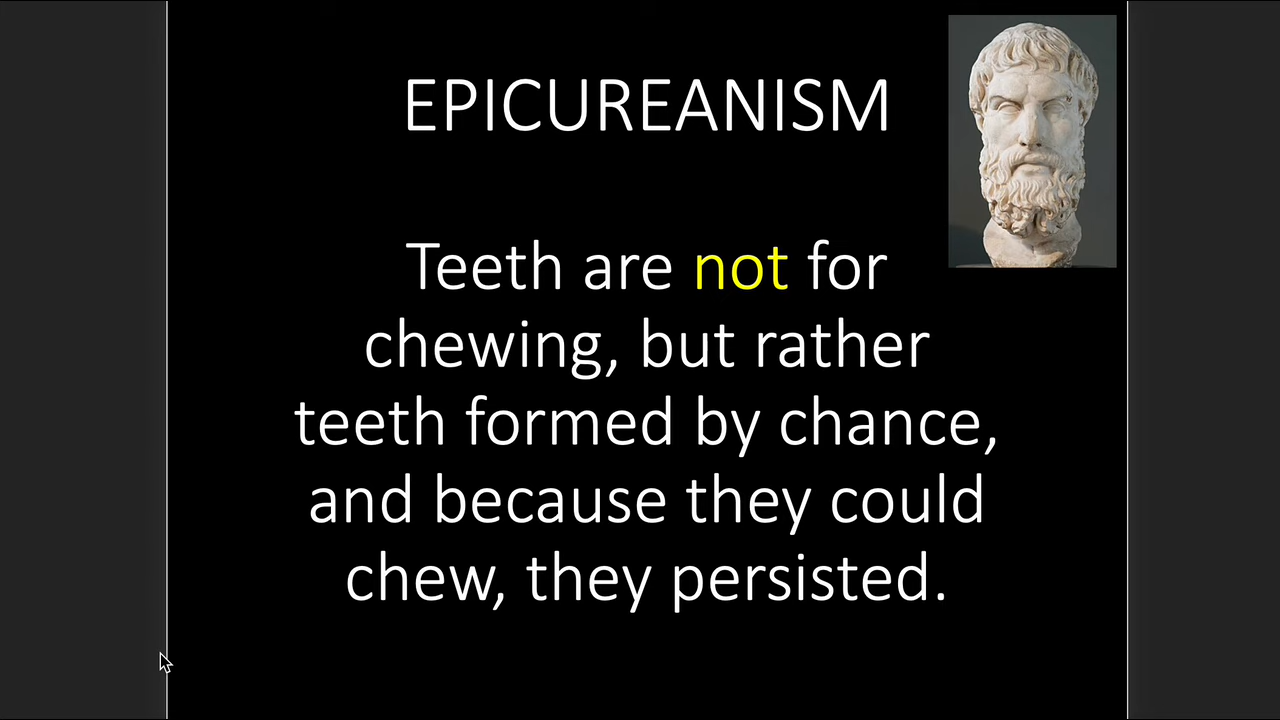 EPICUREANISM
Teeth are not for
chewing, but rather
teeth formed by chance,
and because they could
chew, they persisted.